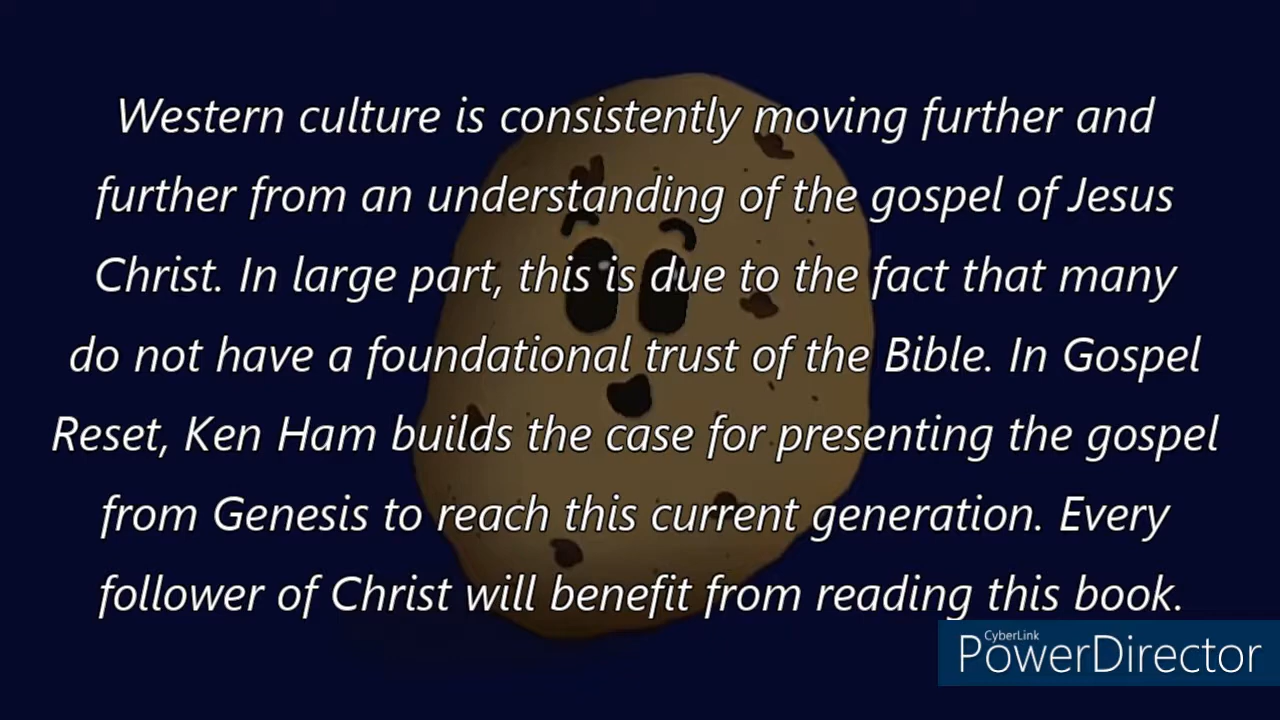 Western culture is consistently moving further and
further from an understanding of the gospel of Jesus
Christ. In large part, this is due to the fact that many
do not have a foundational trust of the Bible. In Gospel
Reset, Ken Ham builds the case for presenting the gospel
from Genesis to reach this current generation. Every
follower of Christ will benefit from reading this book.
CyberLink
PowerDirector